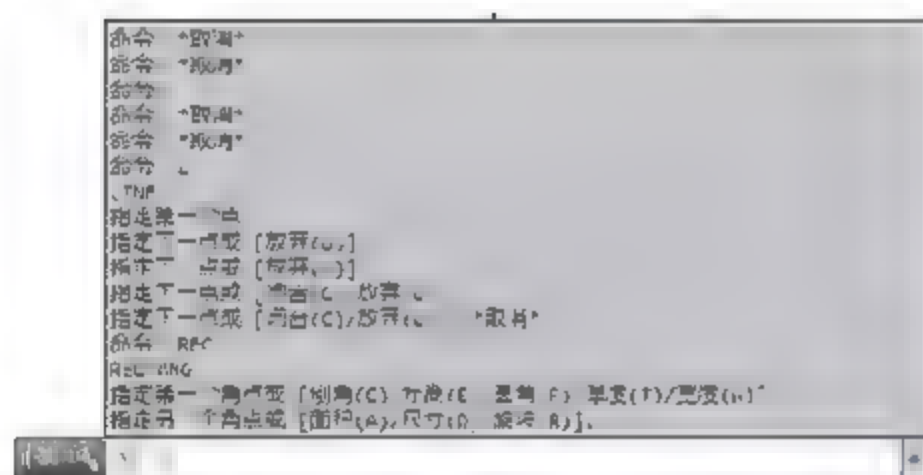 命令: *取消*
命令: *取消*
命令:
命令: *取消*
命令: *取消*
命令: L
LINE
指定第一个点:
指定下一点或 [放弃(U)]:
指定下一点或 [放弃(U)]:
指定下一点或 [闭合(C)/放弃(U)]:
指定下一点或 [闭合(C)/放弃(U)]: *取消*
命令: REC
RECTANG
指定第一个角点或 [倒角(C)/标高(E)/圆角(F)/厚度(T)/宽度(W)]:
指定另一个角点或 [面积(A)/尺寸(D)/旋转(R)]: